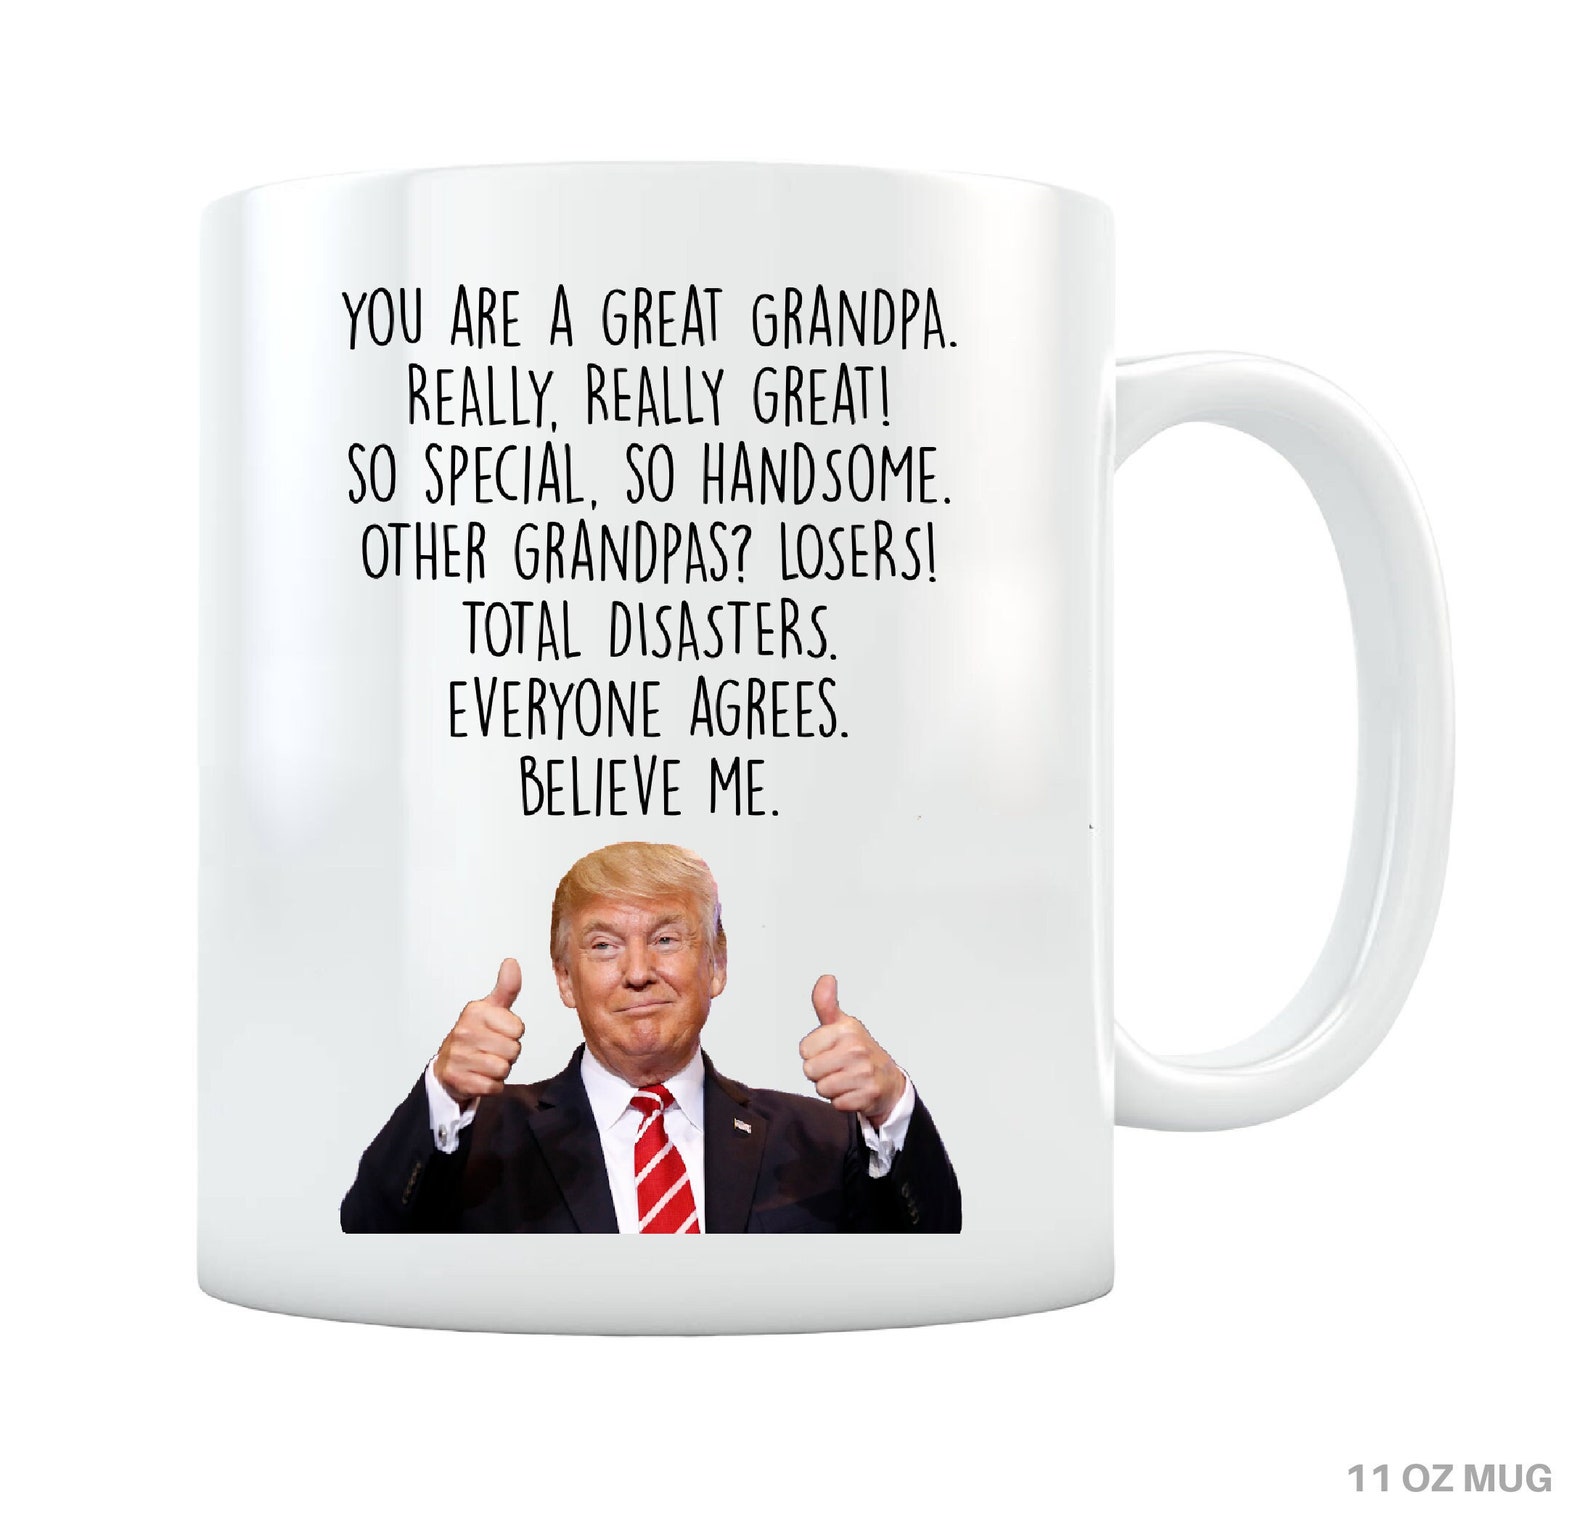 YOU ARE A GREAT GRANDPA.
REALLY, REALLY GREAT!
SO SPECIAL, SO HANDSOME.
OTHER GRANDPAS? LOSERS!
TOTAL DISASTERS.
EVERYONE AGREES.
BELIEVE ME.
11 OZ MUG